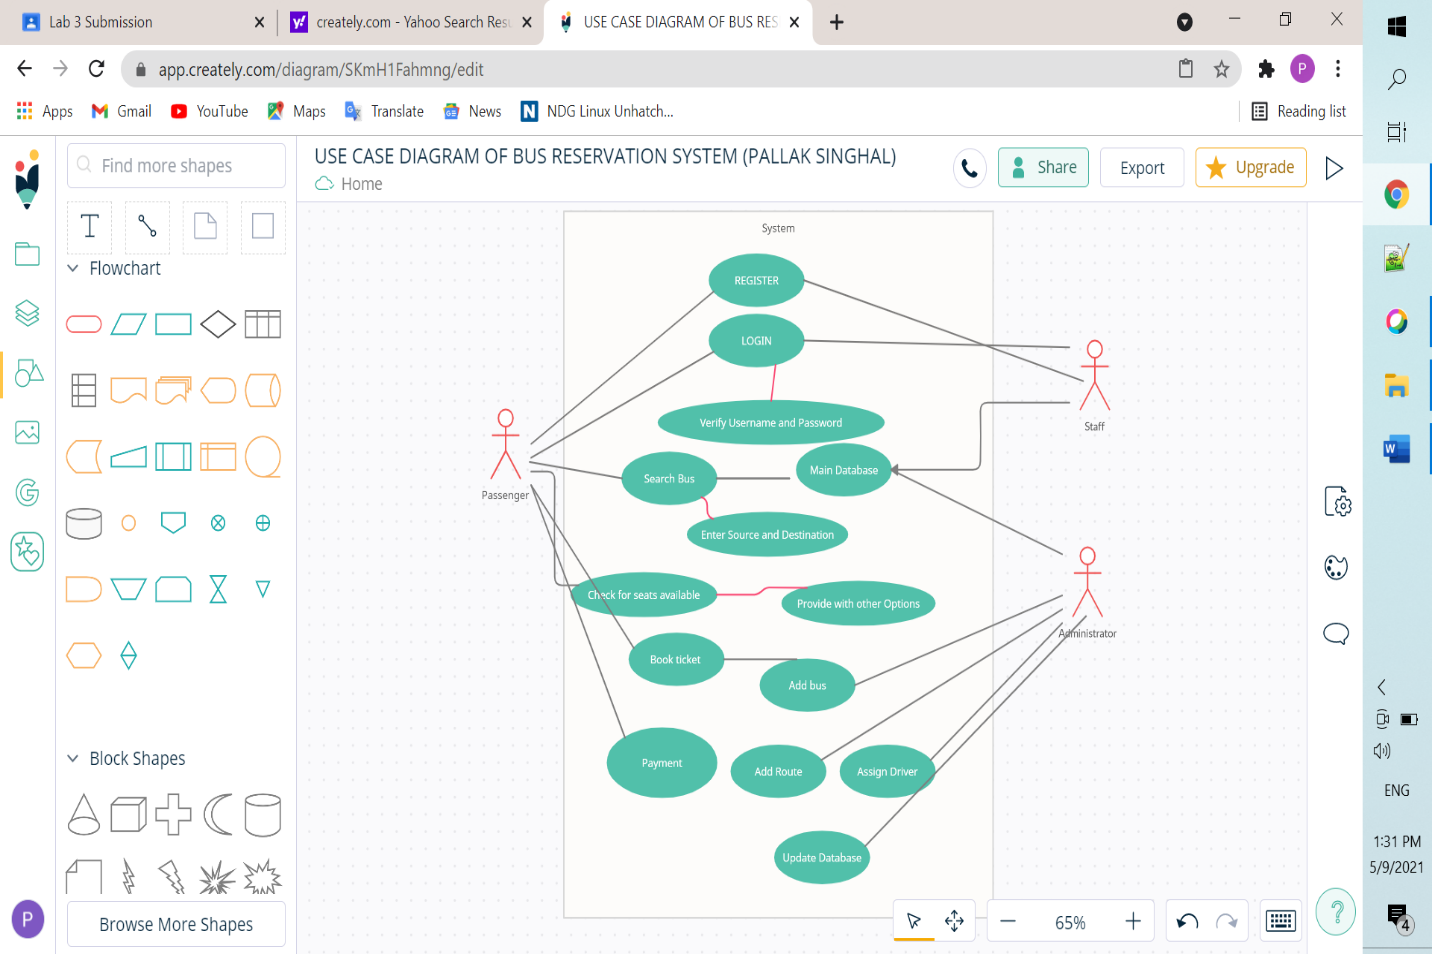 Lab 3 Submission
creately.com - Yahoo Search Resu
USE CASE DIAGRAM OF BUS RES
app.creately.com/diagram/SKmH1Fahmng/edit
P
Apps
Gmail
YouTube
Maps
Translate
News
NDG Linux Unhatch...
Reading list
Find more shapes
USE CASE DIAGRAM OF BUS RESERVATION SYSTEM (PALLAK SINGHAL)
Home
Share
Export
Upgrade
T
Flowchart
System
REGISTER
LOGIN
Verify Username and Password
Main Database
Search Bus
Enter Source and Destination
Check for seats available
Provide with other Options
Book ticket
Add bus
Payment
Add Route
Assign Driver
Update Database
Passenger
Staff
Administrator
Block Shapes
Browse More Shapes
P
65%
?
ENG
1:31 PM
5/9/2021
4